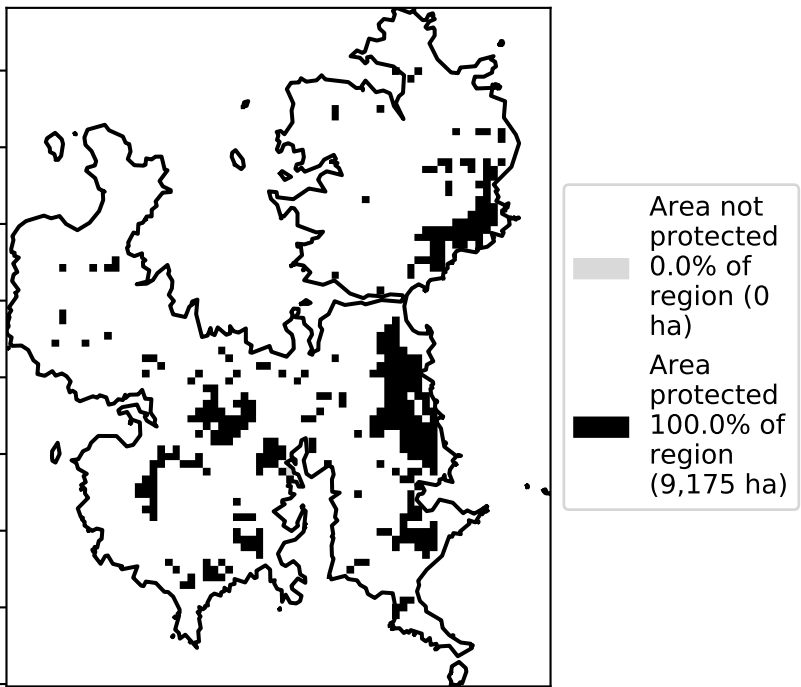 Area not
protected
0.0% of
region (0
ha)
Area
protected
100.0% of
region
(9,175 ha)